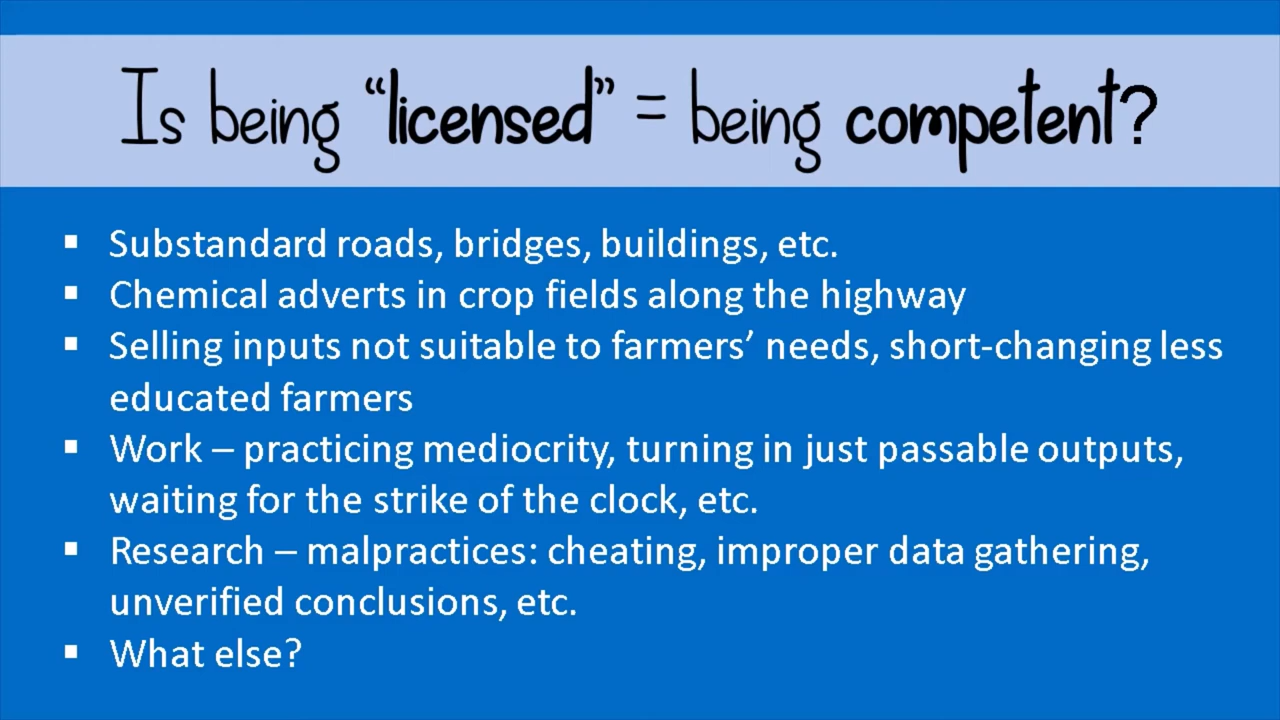 Is being “licensed” = being competent?
▪ Substandard roads, bridges, buildings, etc.
▪ Chemical adverts in crop fields along the highway
▪ Selling inputs not suitable to farmers’ needs, short-changing less
educated farmers
▪ Work – practicing mediocrity, turning in just passable outputs,
waiting for the strike of the clock, etc.
▪ Research – malpractices: cheating, improper data gathering,
unverified conclusions, etc.
▪ What else?